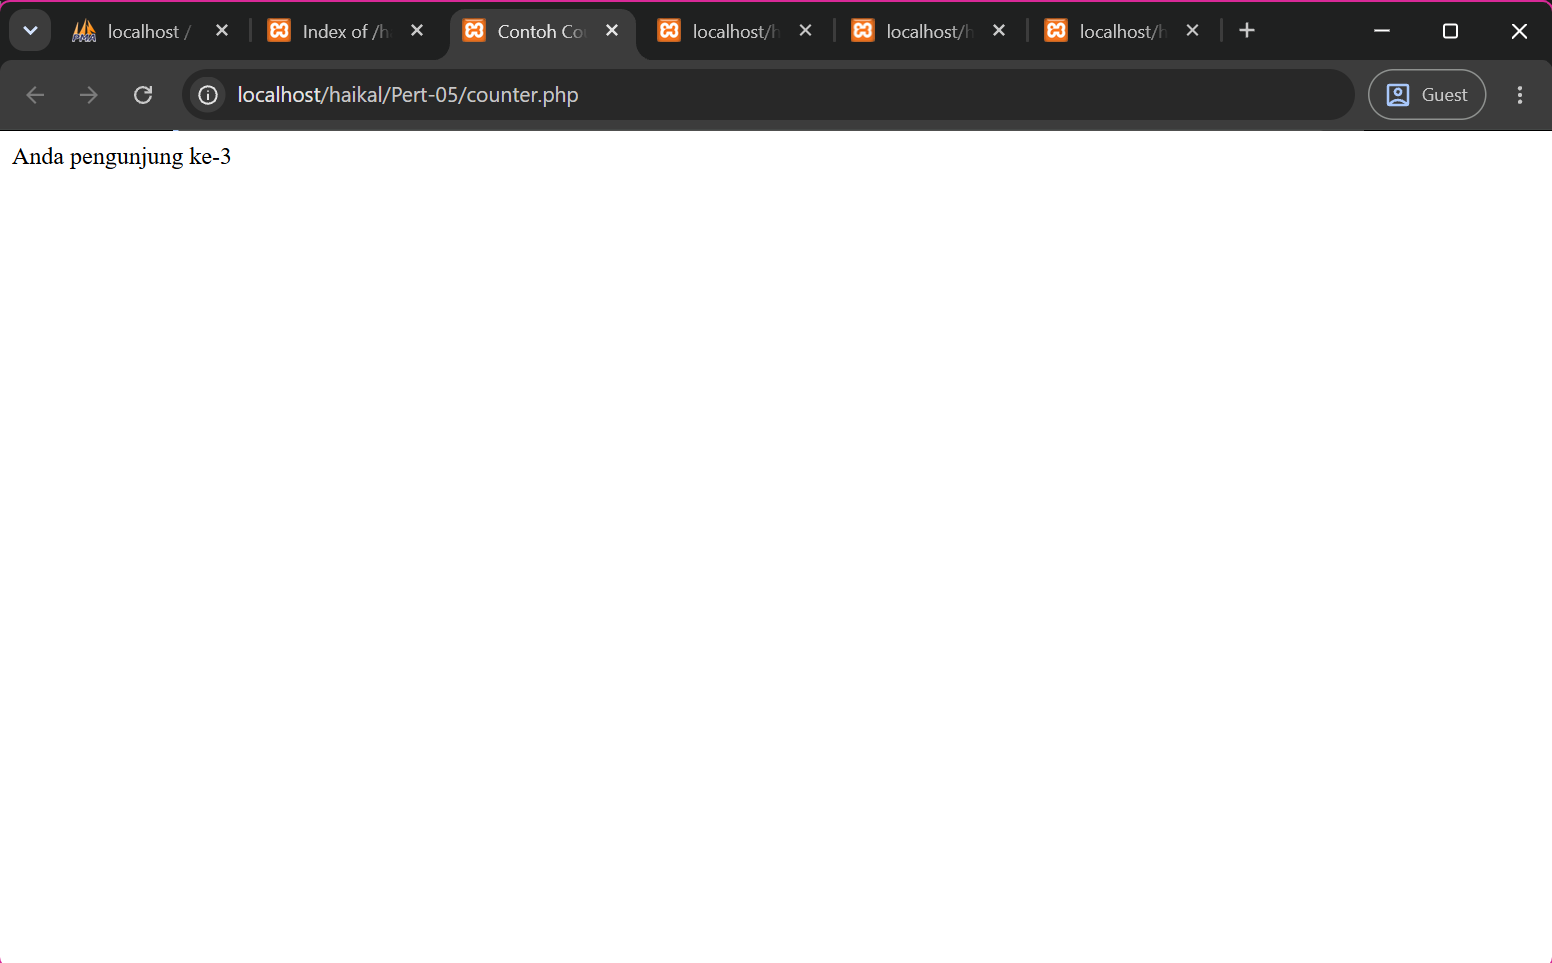 localhost /
Index of /h
Contoh Co
localhost/h
localhost/h
localhost/h
localhost/haikal/Pert-05/counter.php
Guest
Anda pengunjung ke-3